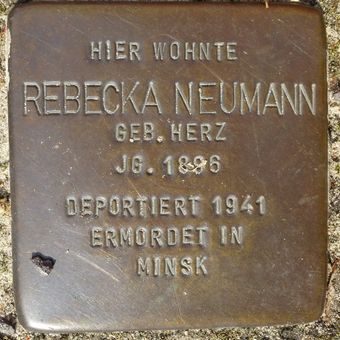 HIER WOHNTE
REBECKA NEUMANN
GEB. HERZ
JG. 1896
DEPORTIERT 1941
ERMORDET IN
MINSK